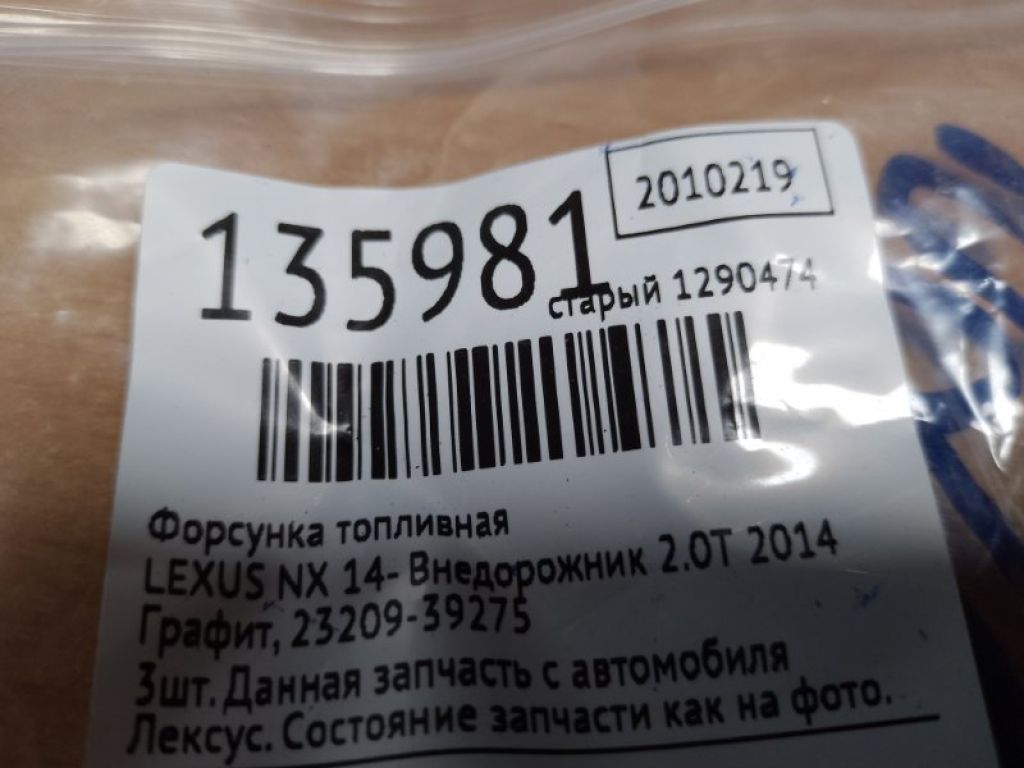 2010219
135981
старый 1290474
Форсунка топливная
LEXUS NX 14- Внедорожник 2.0T 2014
Графит, 23209-39275
3шт. Данная запчасть с автомобиля
Лексус. Состояние запчасти как на фото.